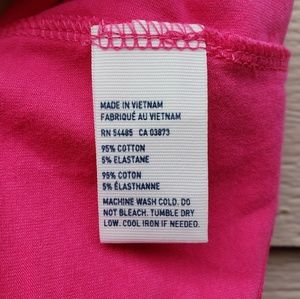 MADE IN VIETNAM
FABRIQUÉ AU VIETNAM
RN 54485 CA 03873
95% COTTON
5% ELASTANE
95% COTON
5% ÉLASTHANNE
MACHINE WASH COLD. DO
NOT BLEACH. TUMBLE DRY
LOW. COOL IRON IF NEEDED.